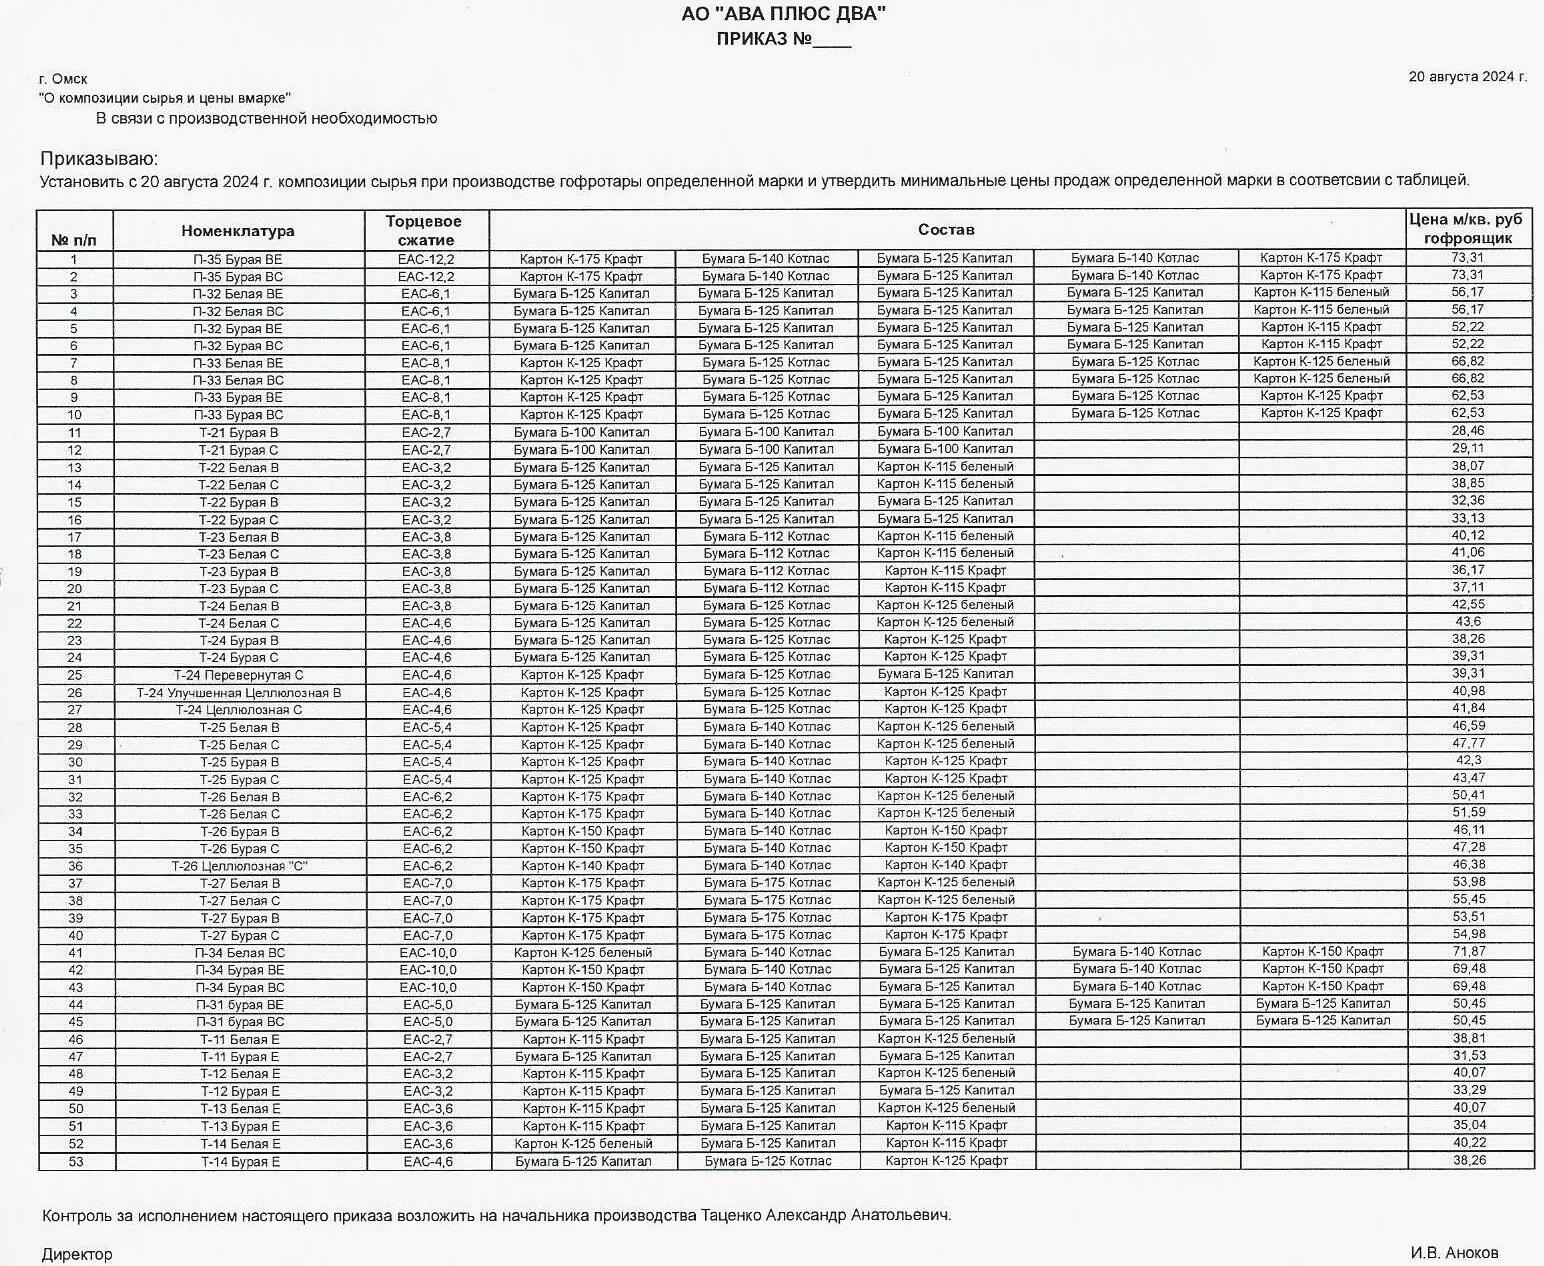 АО "АВА ПЛЮС ДВА"
ПРИКАЗ №____
г. Омск 20 августа 2024 г.
"О композиции сырья и цены вмарке"
В связи с производственной необходимостью
Приказываю:
Установить с 20 августа 2024 г. композиции сырья при производстве гофротары определенной марки и утвердить минимальные цены продаж определенной марки в соответсвии с таблицей.
№ п/п Номенклатура Торцевое сжатие Состав Цена м/кв. руб гофроящик
1 П-35 Бурая ВЕ ЕАС-12,2 Картон К-175 Крафт Бумага Б-140 Котлас Бумага Б-125 Капитал Бумага Б-140 Котлас Картон К-175 Крафт 73,31
2 П-35 Бурая ВС ЕАС-12,2 Картон К-175 Крафт Бумага Б-140 Котлас Бумага Б-125 Капитал Бумага Б-140 Котлас Картон К-175 Крафт 73,31
3 П-32 Белая ВЕ ЕАС-6,1 Бумага Б-125 Капитал Бумага Б-125 Капитал Бумага Б-125 Капитал Бумага Б-125 Капитал Картон К-115 беленый 56,17
4 П-32 Белая ВС ЕАС-6,1 Бумага Б-125 Капитал Бумага Б-125 Капитал Бумага Б-125 Капитал Бумага Б-125 Капитал Картон К-115 беленый 56,17
5 П-32 Бурая ВЕ ЕАС-6,1 Бумага Б-125 Капитал Бумага Б-125 Капитал Бумага Б-125 Капитал Бумага Б-125 Капитал Картон К-115 Крафт 52,22
6 П-32 Бурая ВС ЕАС-6,1 Бумага Б-125 Капитал Бумага Б-125 Капитал Бумага Б-125 Капитал Бумага Б-125 Капитал Картон К-115 Крафт 52,22
7 П-33 Белая ВЕ ЕАС-8,1 Картон К-125 Крафт Бумага Б-125 Котлас Бумага Б-125 Капитал Бумага Б-125 Котлас Картон К-125 беленый 66,82
8 П-33 Белая ВС ЕАС-8,1 Картон К-125 Крафт Бумага Б-125 Котлас Бумага Б-125 Капитал Бумага Б-125 Котлас Картон К-125 беленый 66,82
9 П-33 Бурая ВЕ ЕАС-8,1 Картон К-125 Крафт Бумага Б-125 Котлас Бумага Б-125 Капитал Бумага Б-125 Котлас Картон К-125 Крафт 62,53
10 П-33 Бурая ВС ЕАС-8,1 Картон К-125 Крафт Бумага Б-125 Котлас Бумага Б-125 Капитал Бумага Б-125 Котлас Картон К-125 Крафт 62,53
11 Т-21 Бурая В ЕАС-2,7 Бумага Б-100 Капитал Бумага Б-100 Капитал Бумага Б-100 Капитал 28,46
12 Т-21 Бурая С ЕАС-2,7 Бумага Б-100 Капитал Бумага Б-100 Капитал Бумага Б-100 Капитал 29,11
13 Т-22 Белая В ЕАС-3,2 Бумага Б-125 Капитал Бумага Б-125 Капитал Картон К-115 беленый 38,07
14 Т-22 Белая С ЕАС-3,2 Бумага Б-125 Капитал Бумага Б-125 Капитал Картон К-115 беленый 38,85
15 Т-22 Бурая В ЕАС-3,2 Бумага Б-125 Капитал Бумага Б-125 Капитал Бумага Б-125 Капитал 32,36
16 Т-22 Бурая С ЕАС-3,2 Бумага Б-125 Капитал Бумага Б-125 Капитал Бумага Б-125 Капитал 33,13
17 Т-23 Белая В ЕАС-3,8 Бумага Б-125 Капитал Бумага Б-112 Котлас Картон К-115 беленый 40,12
18 Т-23 Белая С ЕАС-3,8 Бумага Б-125 Капитал Бумага Б-112 Котлас Картон К-115 беленый 41,06
19 Т-23 Бурая В ЕАС-3,8 Бумага Б-125 Капитал Бумага Б-112 Котлас Картон К-115 Крафт 36,17
20 Т-23 Бурая С ЕАС-3,8 Бумага Б-125 Капитал Бумага Б-112 Котлас Картон К-115 Крафт 37,11
21 Т-24 Белая В ЕАС-3,8 Бумага Б-125 Капитал Бумага Б-125 Котлас Картон К-125 беленый 42,55
22 Т-24 Белая С ЕАС-4,6 Бумага Б-125 Капитал Бумага Б-125 Котлас Картон К-125 беленый 43,6
23 Т-24 Бурая В ЕАС-4,6 Бумага Б-125 Капитал Бумага Б-125 Котлас Картон К-125 Крафт 38,26
24 Т-24 Бурая С ЕАС-4,6 Бумага Б-125 Капитал Бумага Б-125 Котлас Картон К-125 Крафт 39,31
25 Т-24 Перевернутая С ЕАС-4,6 Картон К-125 Крафт Бумага Б-125 Котлас Бумага Б-125 Капитал 39,31
26 Т-24 Улучшенная Целлюлозная В ЕАС-4,6 Картон К-125 Крафт Бумага Б-125 Котлас Картон К-125 Крафт 40,98
27 Т-24 Целлюлозная С ЕАС-4,6 Картон К-125 Крафт Бумага Б-125 Котлас Картон К-125 Крафт 41,84
28 Т-25 Белая В ЕАС-5,4 Картон К-125 Крафт Бумага Б-140 Котлас Картон К-125 беленый 46,59
29 Т-25 Белая С ЕАС-5,4 Картон К-125 Крафт Бумага Б-140 Котлас Картон К-125 беленый 47,77
30 Т-25 Бурая В ЕАС-5,4 Картон К-125 Крафт Бумага Б-140 Котлас Картон К-125 Крафт 42,3
31 Т-25 Бурая С ЕАС-5,4 Картон К-125 Крафт Бумага Б-140 Котлас Картон К-125 Крафт 43,47
32 Т-26 Белая В ЕАС-6,2 Картон К-175 Крафт Бумага Б-140 Котлас Картон К-125 беленый 50,41
33 Т-26 Белая С ЕАС-6,2 Картон К-175 Крафт Бумага Б-140 Котлас Картон К-125 беленый 51,59
34 Т-26 Бурая В ЕАС-6,2 Картон К-150 Крафт Бумага Б-140 Котлас Картон К-150 Крафт 46,11
35 Т-26 Бурая С ЕАС-6,2 Картон К-150 Крафт Бумага Б-140 Котлас Картон К-150 Крафт 47,28
36 Т-26 Целлюлозная "С" ЕАС-6,2 Картон К-140 Крафт Бумага Б-140 Котлас Картон К-140 Крафт 46,38
37 Т-27 Белая В ЕАС-7,0 Картон К-175 Крафт Бумага Б-175 Котлас Картон К-125 беленый 53,98
38 Т-27 Белая С ЕАС-7,0 Картон К-175 Крафт Бумага Б-175 Котлас Картон К-125 беленый 55,45
39 Т-27 Бурая В ЕАС-7,0 Картон К-175 Крафт Бумага Б-175 Котлас Картон К-175 Крафт 53,51
40 Т-27 Бурая С ЕАС-7,0 Картон К-175 Крафт Бумага Б-175 Котлас Картон К-175 Крафт 54,98
41 П-34 Белая ВС ЕАС-10,0 Картон К-125 беленый Бумага Б-140 Котлас Бумага Б-125 Капитал Бумага Б-140 Котлас Картон К-150 Крафт 71,87
42 П-34 Бурая ВЕ ЕАС-10,0 Картон К-150 Крафт Бумага Б-140 Котлас Бумага Б-125 Капитал Бумага Б-140 Котлас Картон К-150 Крафт 69,48
43 П-34 Бурая ВС ЕАС-10,0 Картон К-150 Крафт Бумага Б-140 Котлас Бумага Б-125 Капитал Бумага Б-140 Котлас Картон К-150 Крафт 69,48
44 П-31 бурая ВЕ ЕАС-5,0 Бумага Б-125 Капитал Бумага Б-125 Капитал Бумага Б-125 Капитал Бумага Б-125 Капитал Бумага Б-125 Капитал 50,45
45 П-31 бурая ВС ЕАС-5,0 Бумага Б-125 Капитал Бумага Б-125 Капитал Бумага Б-125 Капитал Бумага Б-125 Капитал Бумага Б-125 Капитал 50,45
46 Т-11 Белая Е ЕАС-2,7 Картон К-115 Крафт Бумага Б-125 Капитал Картон К-125 беленый 38,81
47 Т-11 Бурая Е ЕАС-2,7 Бумага Б-125 Капитал Бумага Б-125 Капитал Бумага Б-125 Капитал 31,53
48 Т-12 Белая Е ЕАС-3,2 Картон К-115 Крафт Бумага Б-125 Капитал Картон К-125 беленый 40,07
49 Т-12 Бурая Е ЕАС-3,2 Картон К-115 Крафт Бумага Б-125 Капитал Бумага Б-125 Капитал 33,29
50 Т-13 Белая Е ЕАС-3,6 Картон К-115 Крафт Бумага Б-125 Капитал Картон К-125 беленый 40,07
51 Т-13 Бурая Е ЕАС-3,6 Картон К-115 Крафт Бумага Б-125 Капитал Картон К-115 Крафт 35,04
52 Т-14 Белая Е ЕАС-3,6 Картон К-125 беленый Бумага Б-125 Капитал Картон К-115 Крафт 40,22
53 Т-14 Бурая Е ЕАС-4,6 Бумага Б-125 Капитал Бумага Б-125 Котлас Картон К-125 Крафт 38,26
Контроль за исполнением настоящего приказа возложить на начальника производства Таценко Александр Анатольевич.
Директор И.В. Аноков